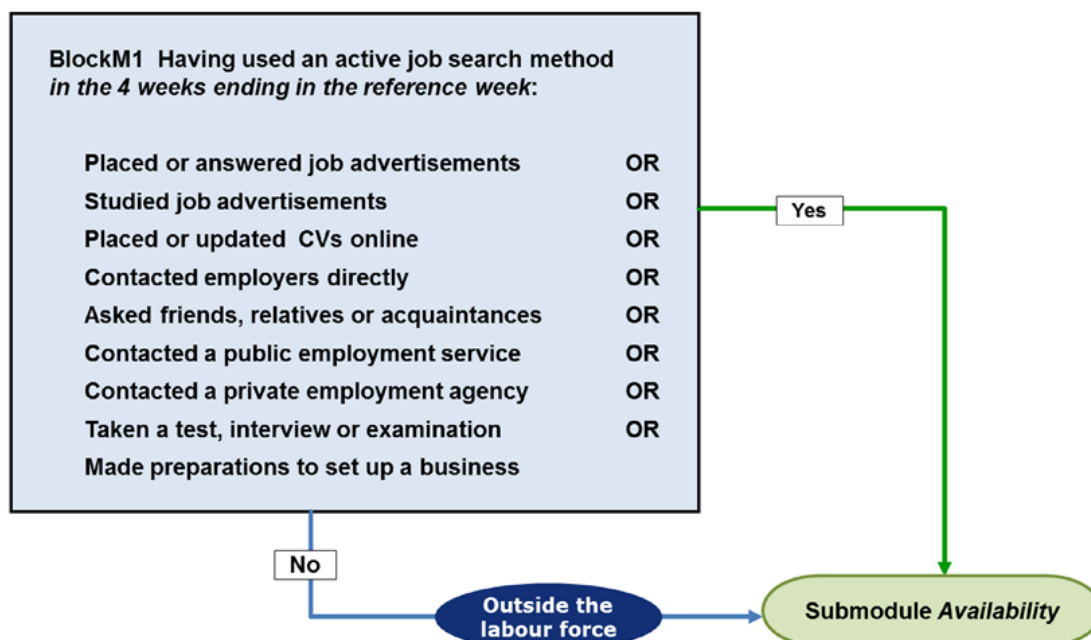 BlockM1 Having used an active job search method
in the 4 weeks ending in the reference week:
Placed or answered job advertisements OR
Studied job advertisements OR
Placed or updated CVs online OR
Contacted employers directly OR
Asked friends, relatives or acquaintances OR
Contacted a public employment service OR
Contacted a private employment agency OR
Taken a test, interview or examination OR
Made preparations to set up a business
Yes
No
Outside the
labour force
Submodule Availability